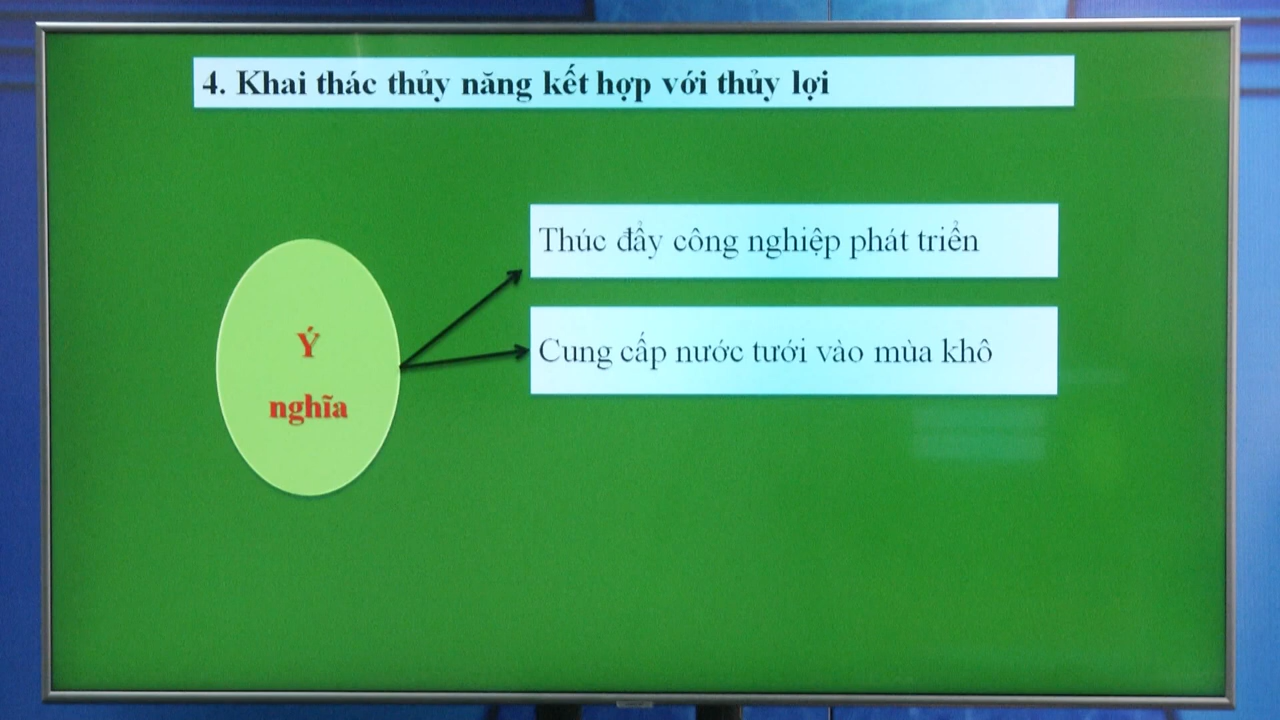 4. Khai thác thủy năng kết hợp với thủy lợi
Thúc đẩy công nghiệp phát triển
Ý
nghĩa
Cung cấp nước tưới vào mùa khô